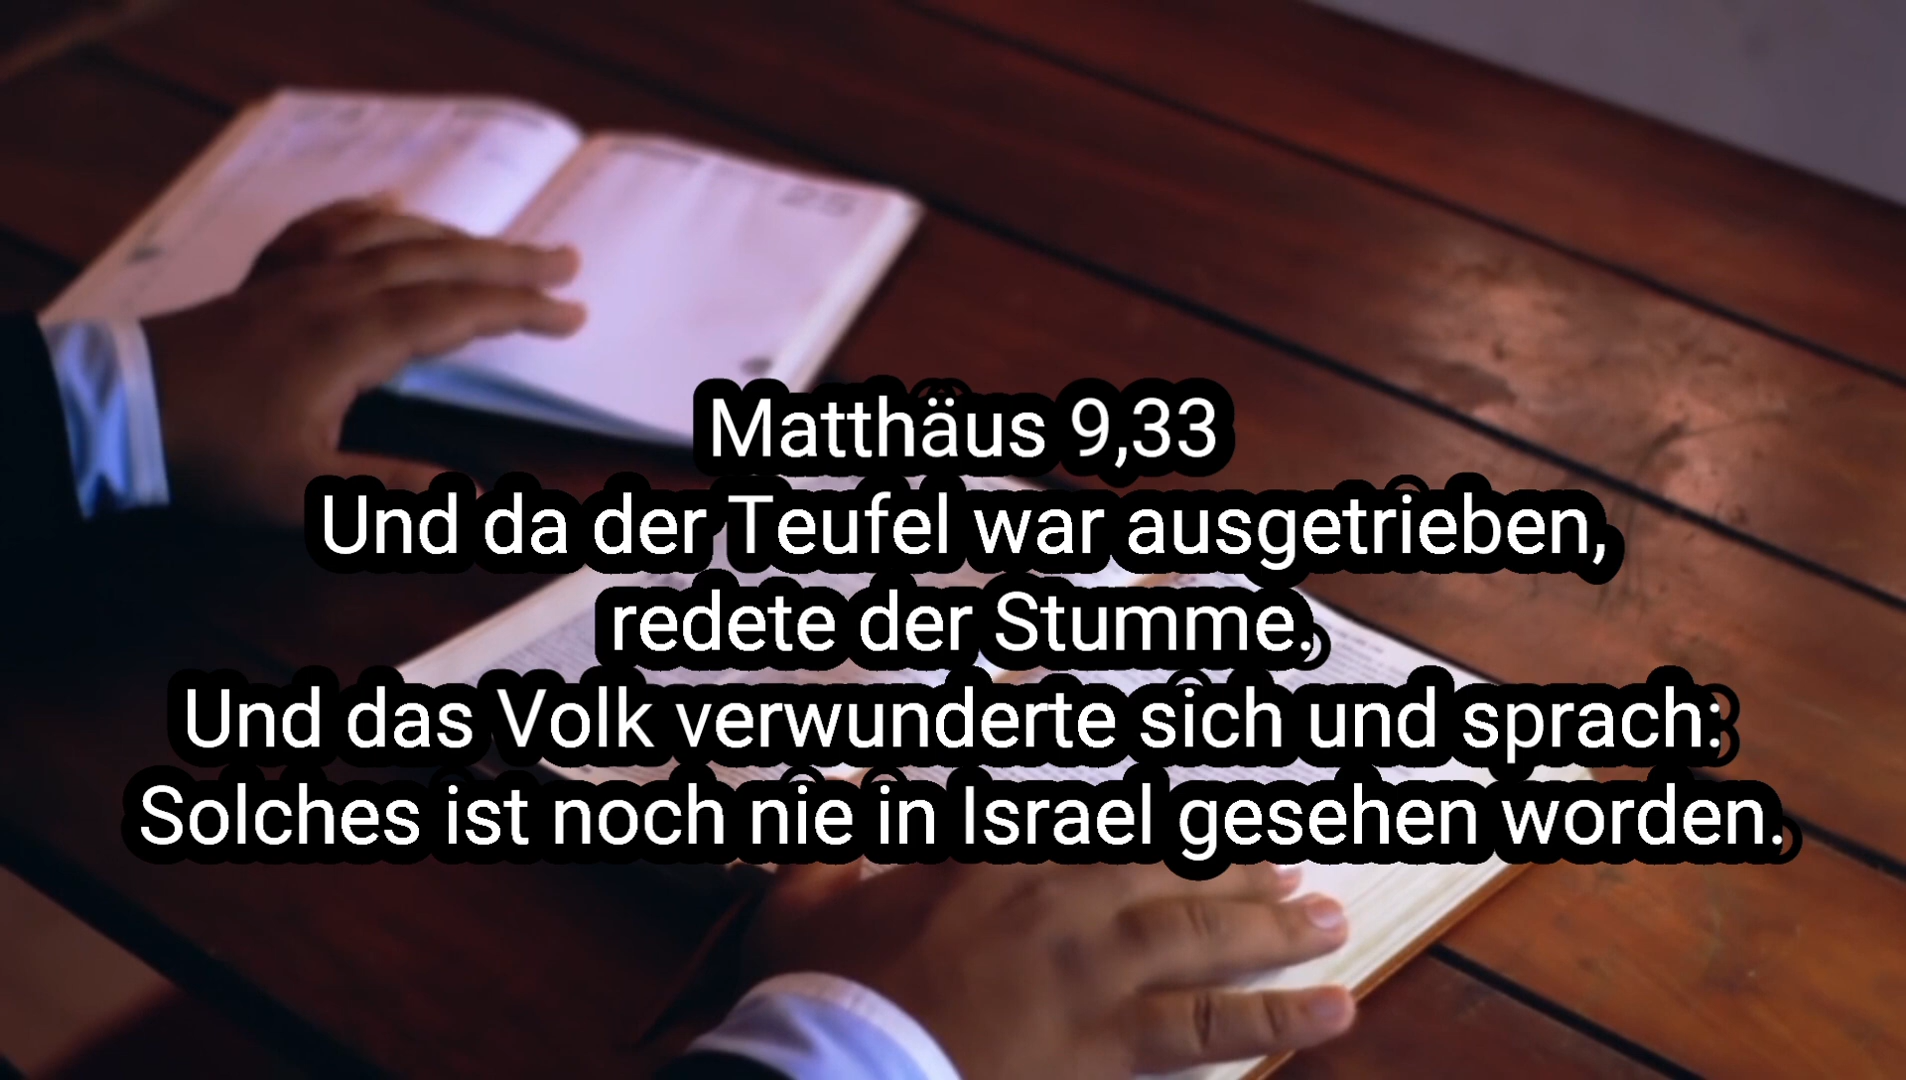 Matthäus 9,33
Und da der Teufel war ausgetrieben,
redete der Stumme.
Und das Volk verwunderte sich und sprach:
Solches ist noch nie in Israel gesehen worden.
25